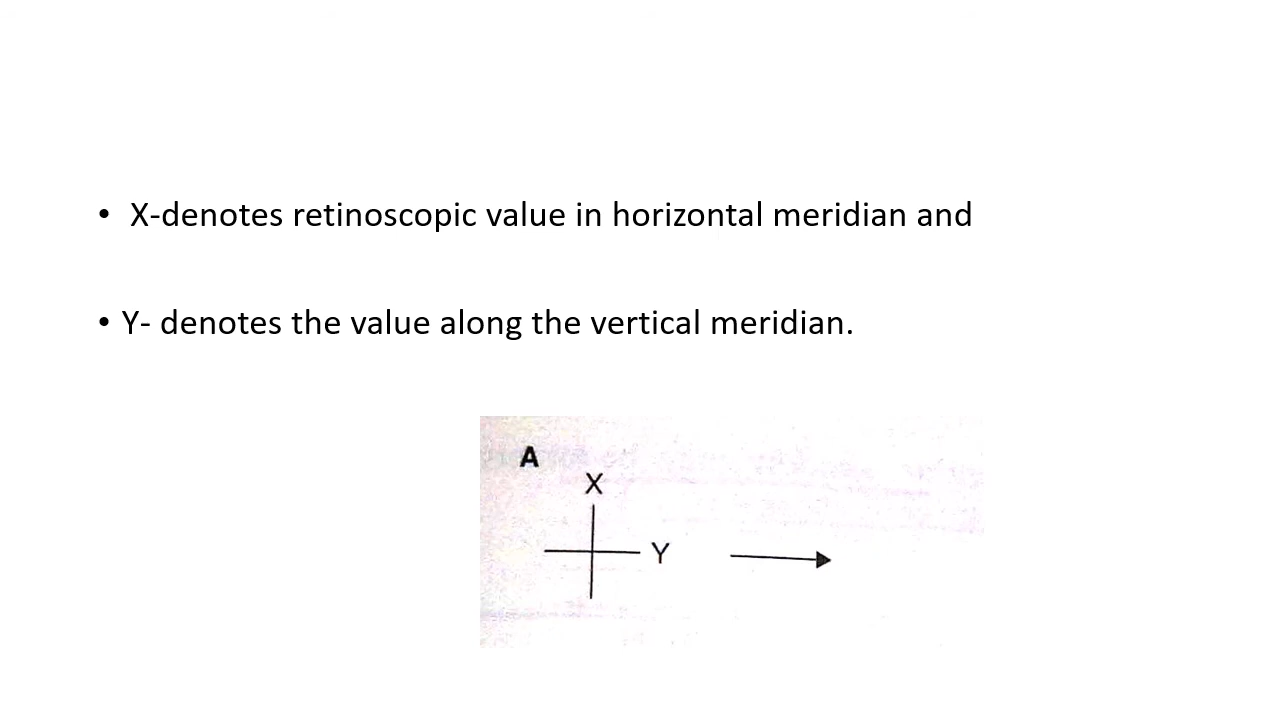 • X-denotes retinoscopic value in horizontal meridian and
• Y- denotes the value along the vertical meridian.
A
X
Y